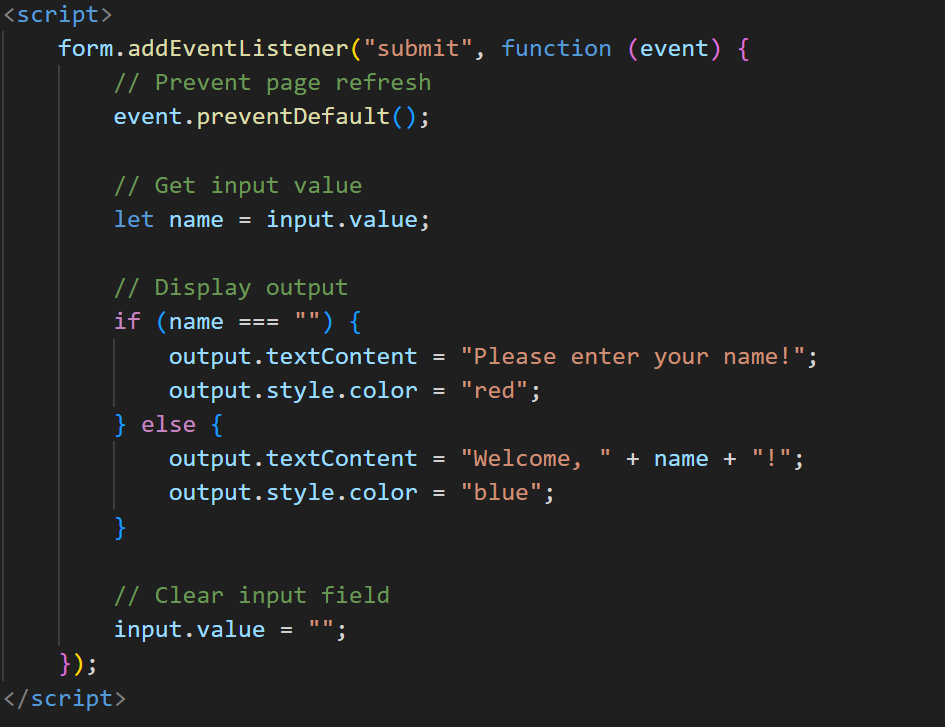 <script>
form.addEventListener("submit", function (event) {
// Prevent page refresh
event.preventDefault();
// Get input value
let name = input.value;
// Display output
if (name === "") {
output.textContent = "Please enter your name!";
output.style.color = "red";
} else {
output.textContent = "Welcome, " + name + "!";
output.style.color = "blue";
}
// Clear input field
input.value = "";
});
</script>